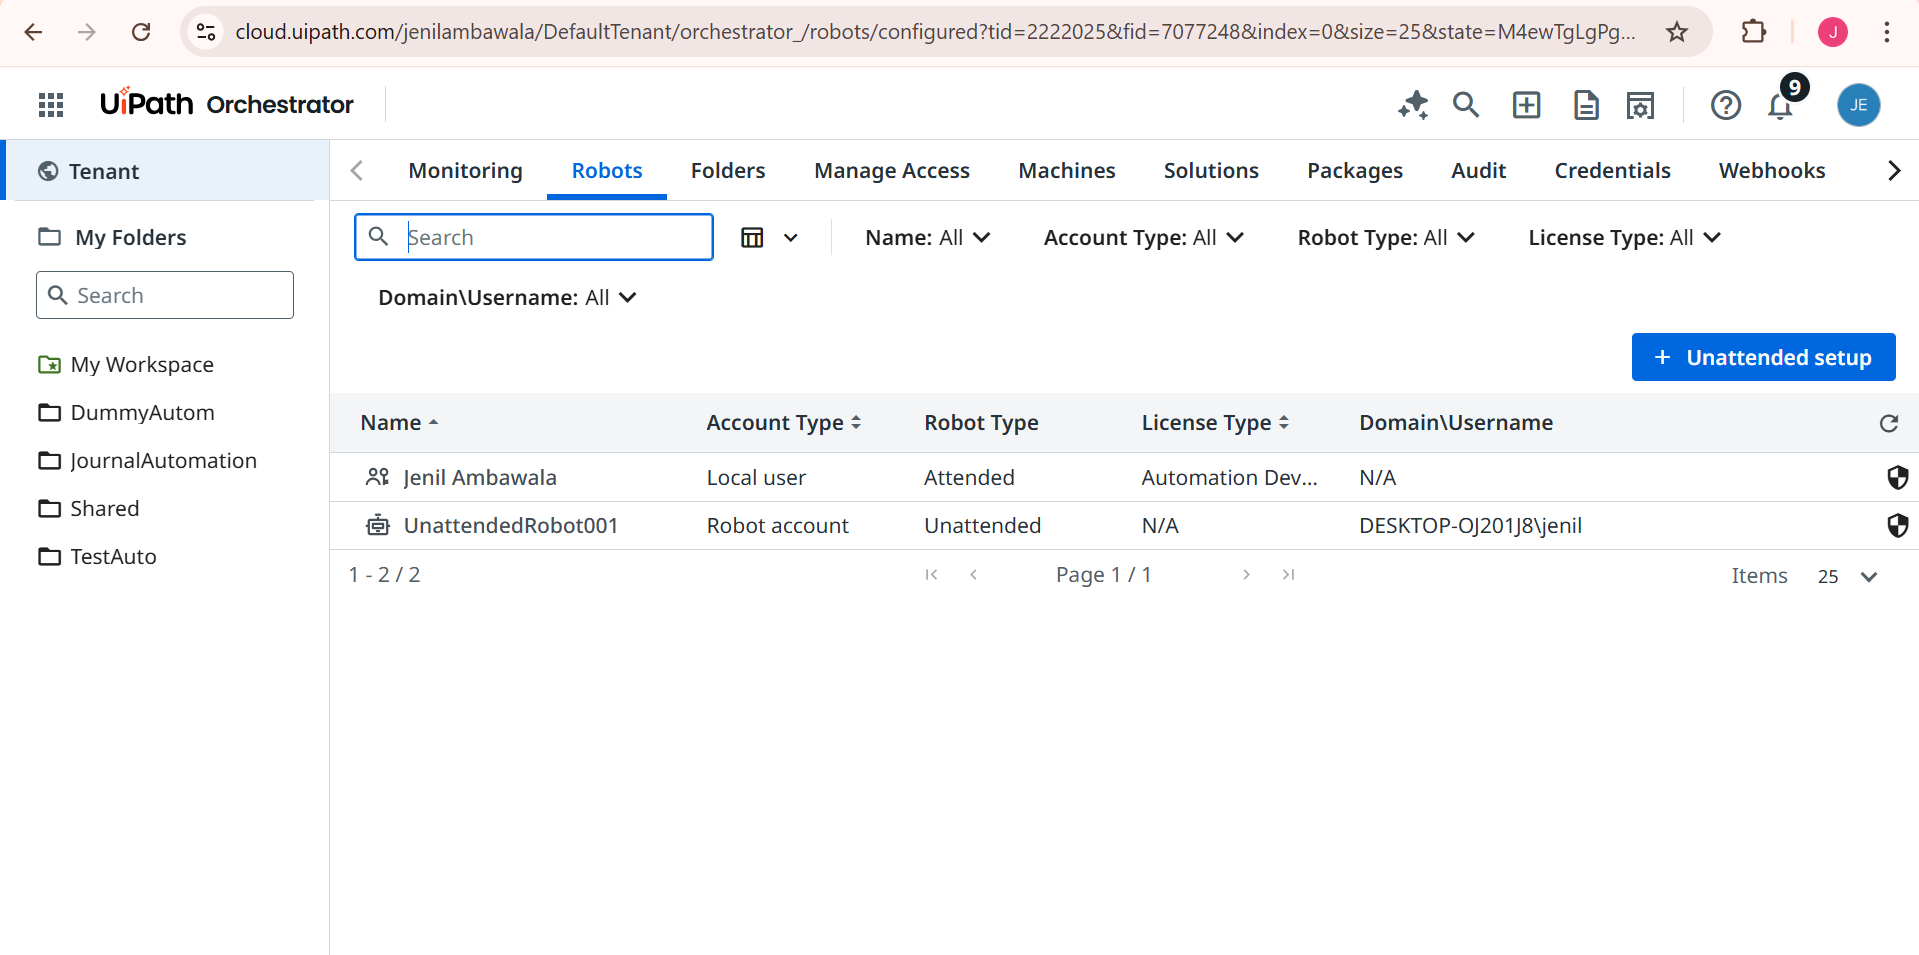 cloud.uipath.com/jenilambawala/DefaultTenant/orchestrator_/robots/configured?tid=2222025&fid=7077248&index=0&size=25&state=M4ewTgLgPg...
J
UiPath Orchestrator
9
JE
Tenant
Monitoring Robots Folders Manage Access Machines Solutions Packages Audit Credentials Webhooks
My Folders
Search
My Workspace
DummyAutom
JournalAutomation
Shared
TestAuto
Search
Name: All Account Type: All Robot Type: All License Type: All
Domain\Username: All
+ Unattended setup
Name Account Type Robot Type License Type Domain\Username
Jenil Ambawala Local user Attended Automation Dev... N/A
UnattendedRobot001 Robot account Unattended N/A DESKTOP-OJ201J8\jenil
1 - 2 / 2 Page 1 / 1 Items 25